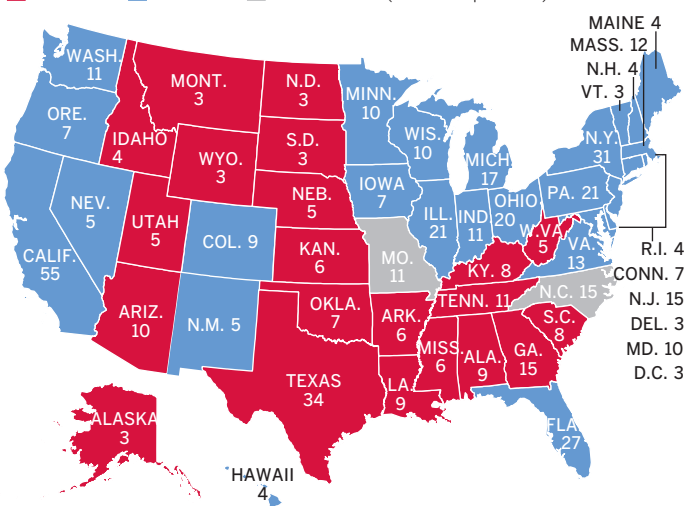 MAINE 4
MASS. 12
N.H. 4
VT. 3
WASH.
11
MONT.
3
N.D.
3
MINN.
10
ORE.
7
IDAHO
4
S.D.
3
WIS.
10
MICH.
17
N.Y.
31
WYO.
3
NEB.
5
IOWA
7
PA. 21
NEV.
5
UTAH
5
COL. 9
ILL.
21
IND.
11
OHIO
20
W.VA.
5
VA.
13
CALIF.
55
KAN.
6
MO.
11
KY. 8
R.I. 4
CONN. 7
N.J. 15
DEL. 3
MD. 10
D.C. 3
ARIZ.
10
N.M. 5
OKLA.
7
ARK.
6
TENN. 11
N.C. 15
S.C.
8
MISS.
6
ALA.
9
GA.
15
TEXAS
34
LA.
9
FLA.
27
ALASKA
3
HAWAII
4